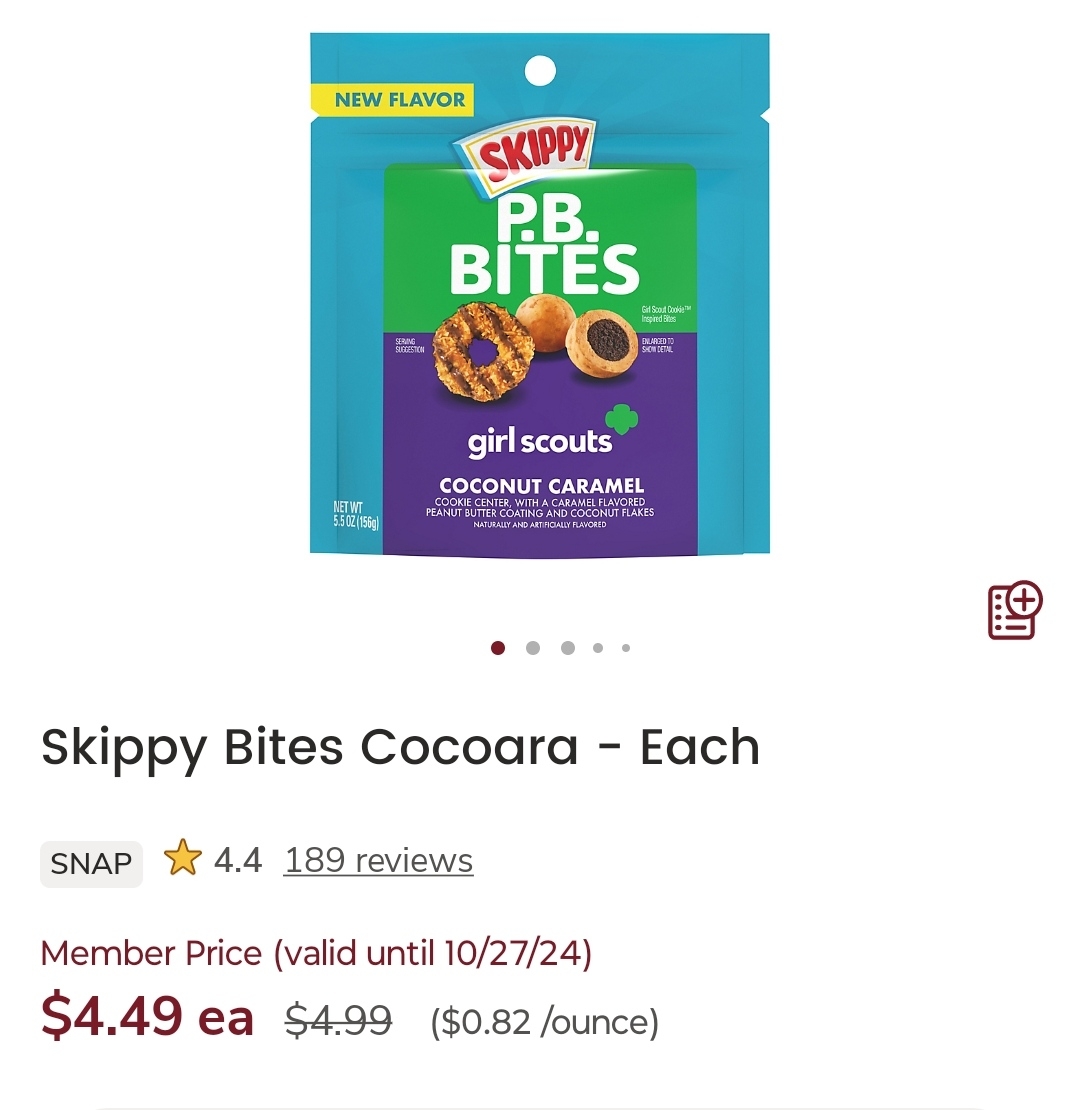 NEW FLAVOR
SKIPPY
P.B.
BITES
Girl Scout Cookie™
Inspired Bites
SERVING
SUGGESTION
ENLARGED TO
SHOW DETAIL
girl scouts
COCONUT CARAMEL
COOKIE CENTER, WITH A CARAMEL FLAVORED
PEANUT BUTTER COATING AND COCONUT FLAKES
NATURALLY AND ARTIFICIALLY FLAVORED
NET WT
5.5 OZ (156g)
Skippy Bites Cocoara - Each
SNAP 4.4 189 reviews
Member Price (valid until 10/27/24)
$4.49 ea $4.99 ($0.82 /ounce)